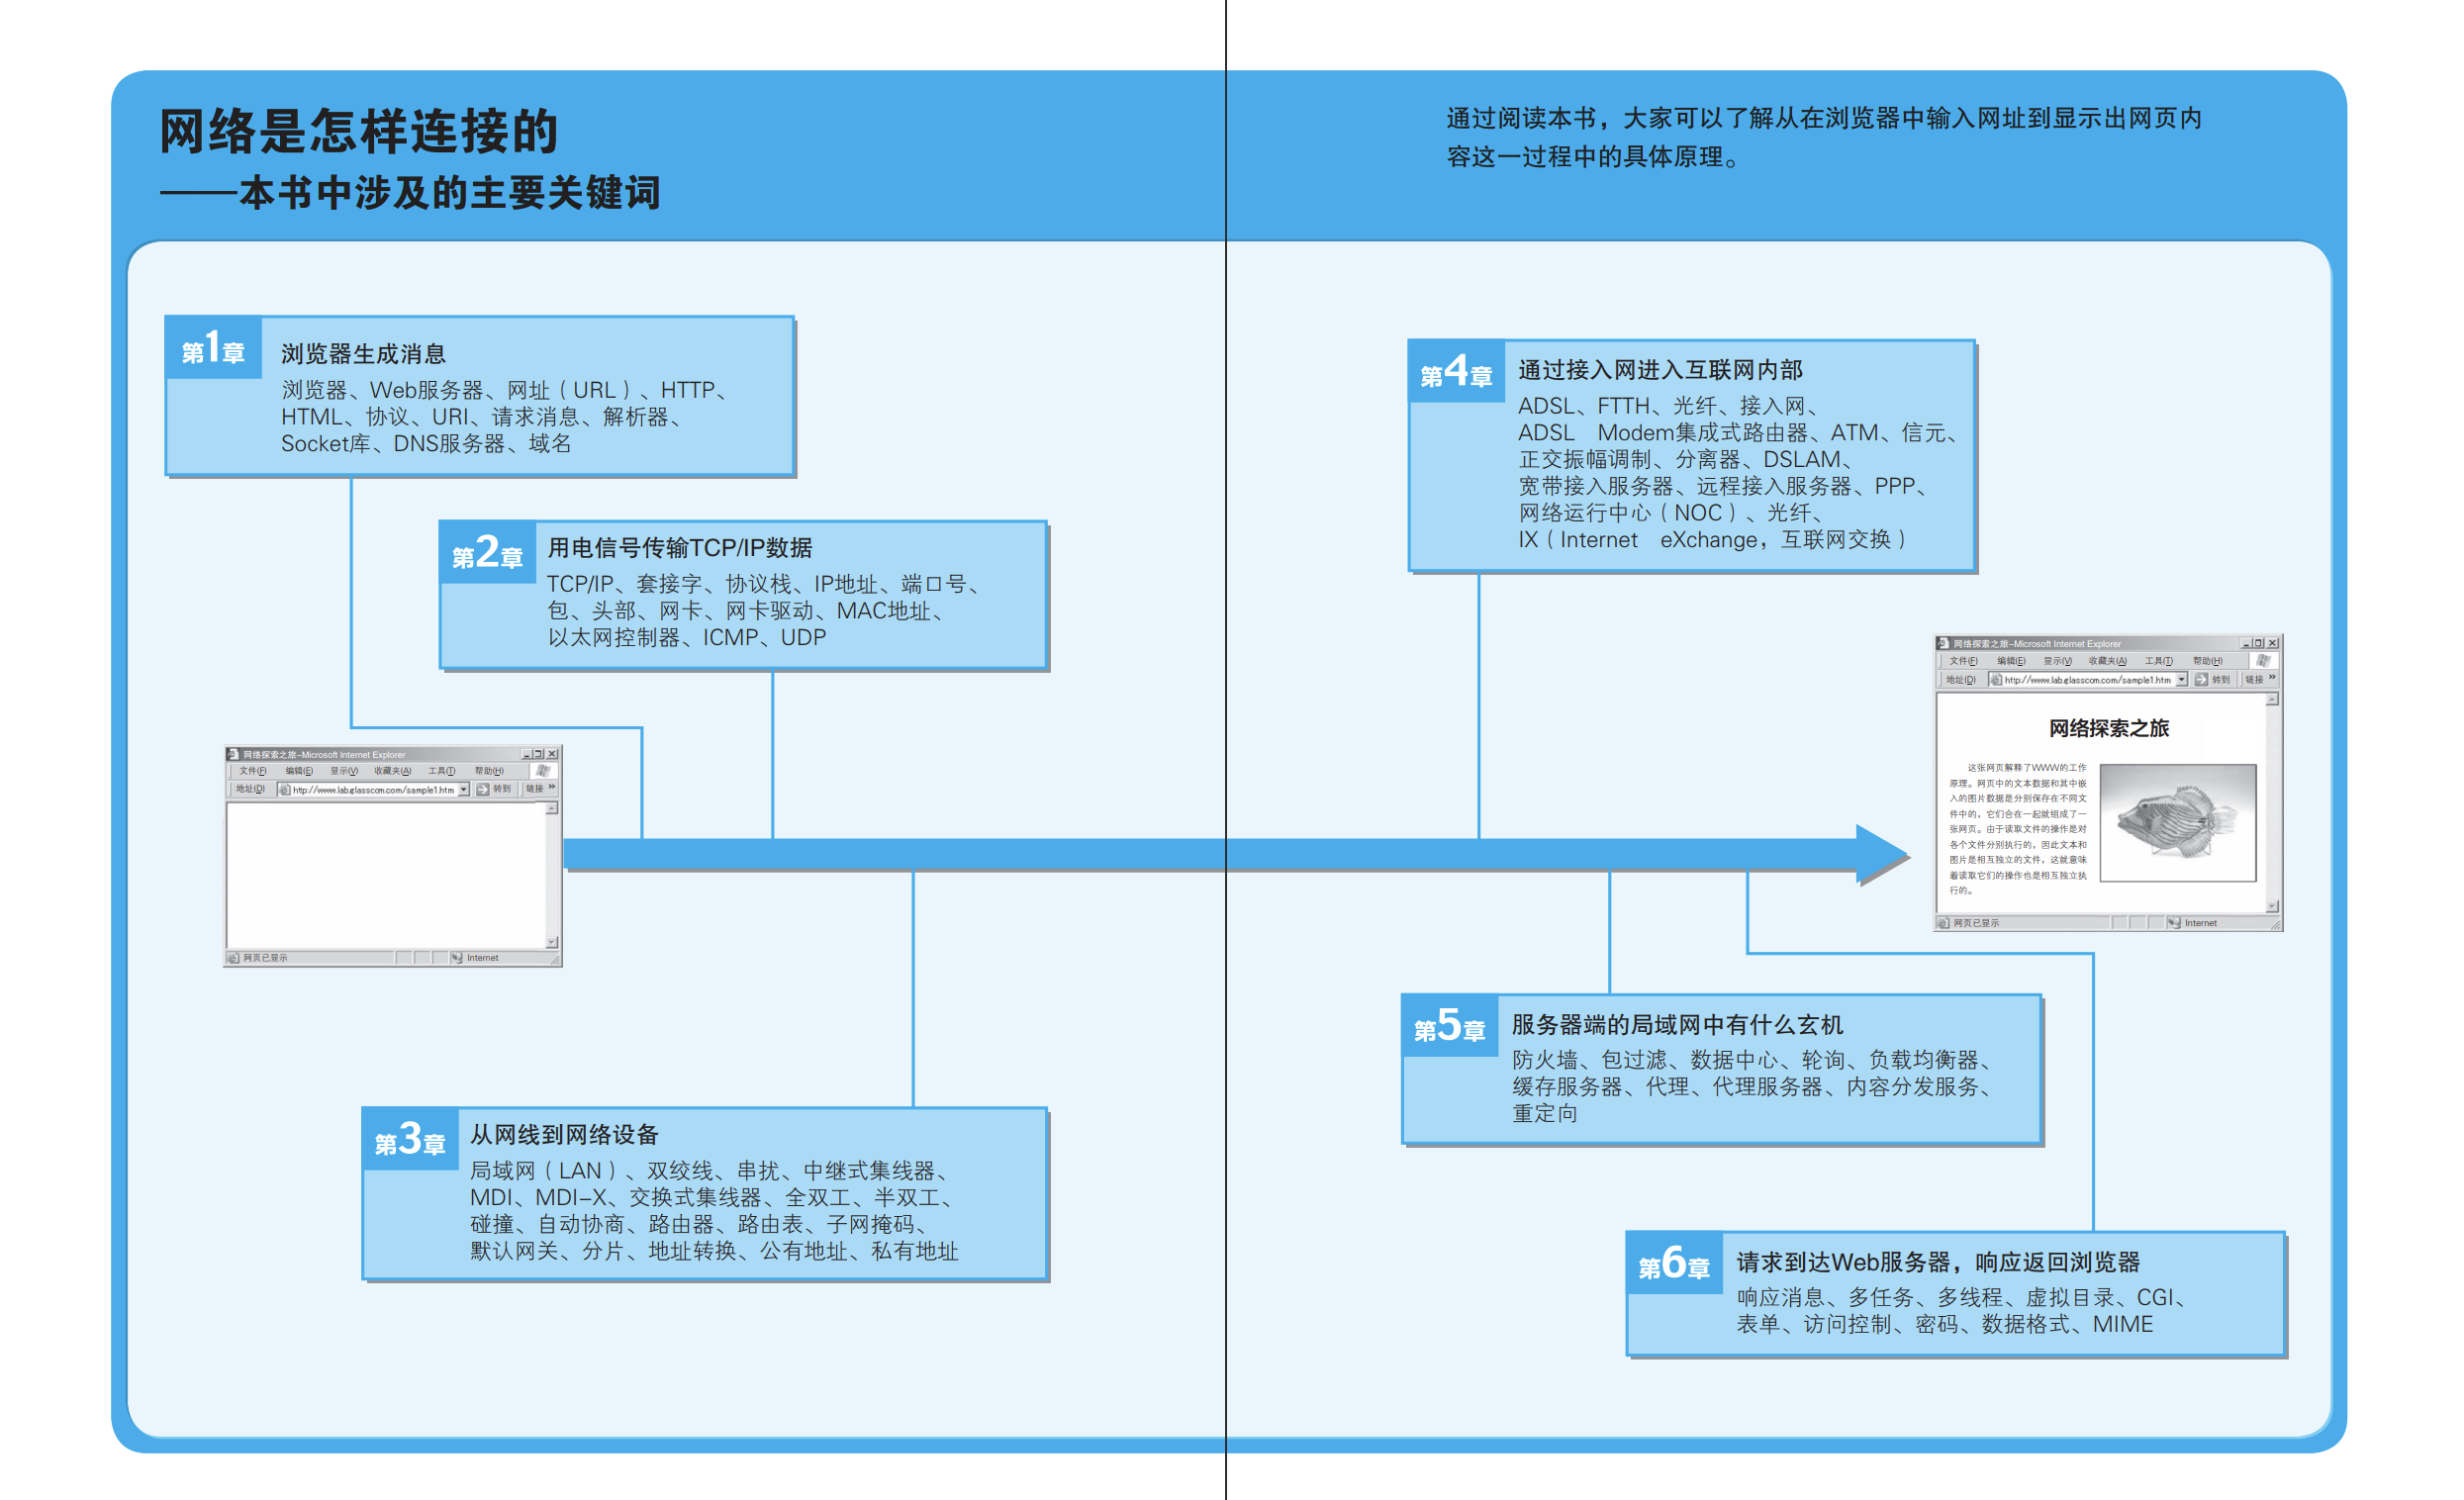 网络是怎样连接的
——本书中涉及的主要关键词
通过阅读本书，大家可以了解从在浏览器中输入网址到显示出网页内
容这一过程中的具体原理。
第1章
浏览器生成消息
浏览器、Web服务器、网址（URL）、HTTP、
HTML、协议、URI、请求消息、解析器、
Socket库、DNS服务器、域名
第2章
用电信号传输TCP/IP数据
TCP/IP、套接字、协议栈、IP地址、端口号、
包、头部、网卡、网卡驱动、MAC地址、
以太网控制器、ICMP、UDP
网络探索之旅-Microsoft Internet Explorer
文件(F) 编辑(E) 显示(V) 收藏夹(A) 工具(T) 帮助(H)
地址(D) http://www.lab.glasscom.com/sample1.htm 转到 链接 »
网页已显示 Internet
第3章
从网线到网络设备
局域网（LAN）、双绞线、串扰、中继式集线器、
MDI、MDI-X、交换式集线器、全双工、半双工、
碰撞、自动协商、路由器、路由表、子网掩码、
默认网关、分片、地址转换、公有地址、私有地址
第4章
通过接入网进入互联网内部
ADSL、FTTH、光纤、接入网、
ADSL Modem集成式路由器、ATM、信元、
正交振幅调制、分离器、DSLAM、
宽带接入服务器、远程接入服务器、PPP、
网络运行中心（NOC）、光纤、
IX（Internet eXchange，互联网交换）
网络探索之旅-Microsoft Internet Explorer
文件(F) 编辑(E) 显示(V) 收藏夹(A) 工具(T) 帮助(H)
地址(D) http://www.lab.glasscom.com/sample1.htm 转到 链接 »
网络探索之旅
这张网页解释了WWW的工作
原理。网页中的文本数据和其中嵌
入的图片数据是分别保存在不同文
件中的，它们合在一起就组成了一
张网页。由于读取文件的操作是对
各个文件分别执行的，因此文本和
图片是相互独立的文件，这就意味
着读取它们的操作也是相互独立执
行的。
网页已显示 Internet
第5章
服务器端的局域网中有什么玄机
防火墙、包过滤、数据中心、轮询、负载均衡器、
缓存服务器、代理、代理服务器、内容分发服务、
重定向
第6章
请求到达Web服务器，响应返回浏览器
响应消息、多任务、多线程、虚拟目录、CGI、
表单、访问控制、密码、数据格式、MIME